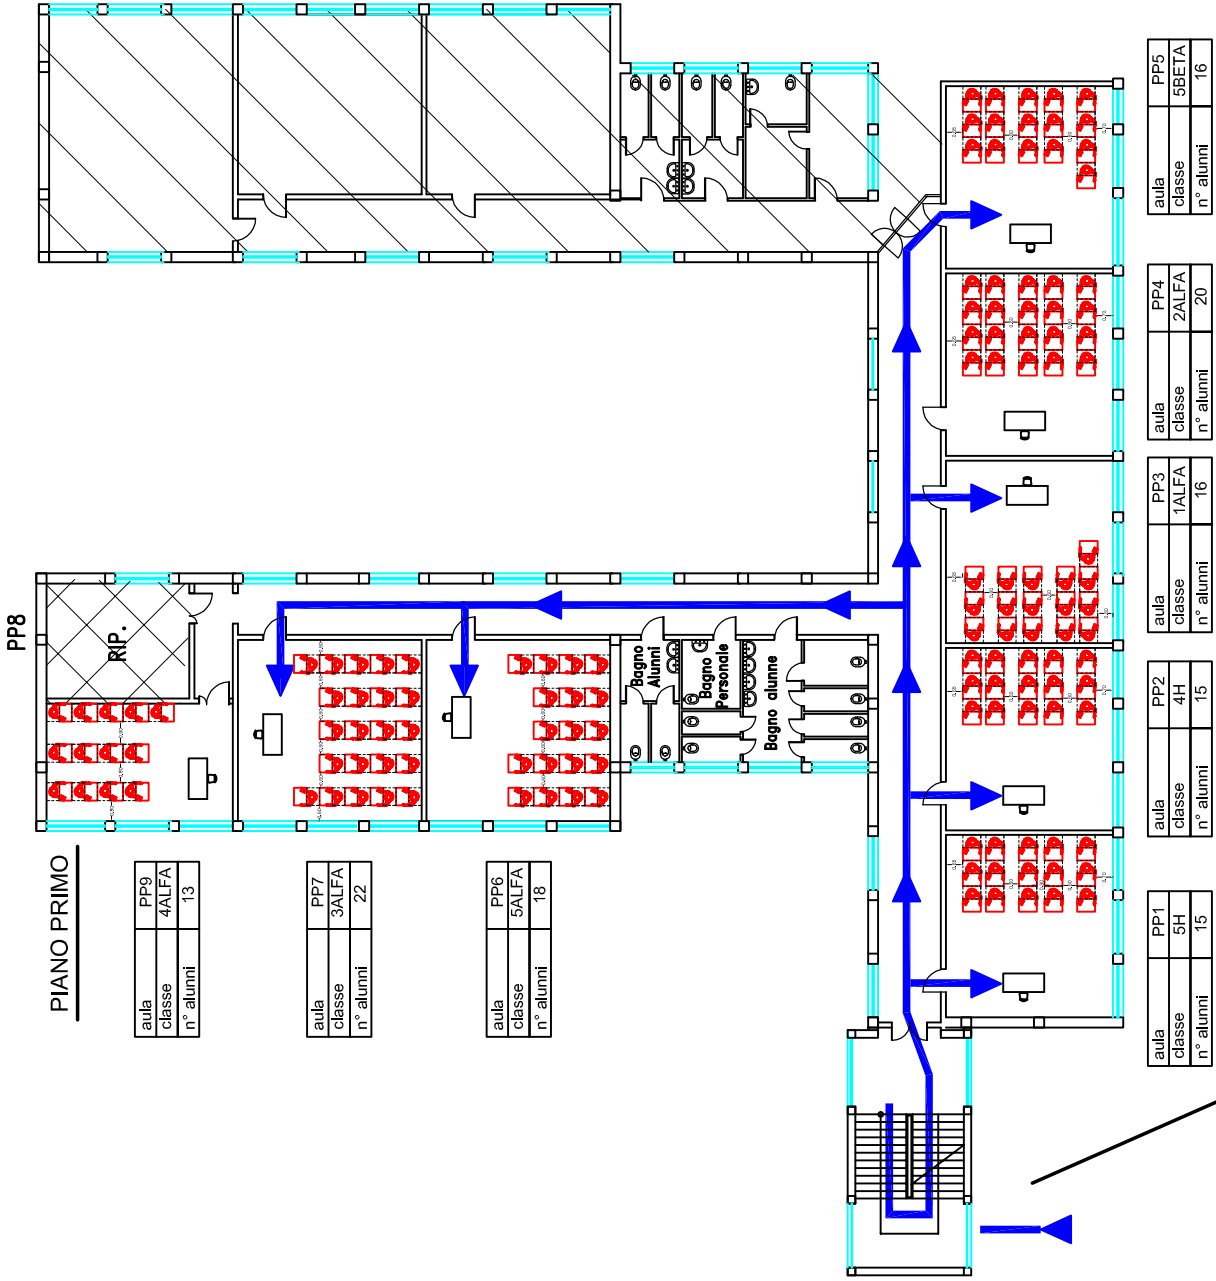 PIANO PRIMO
PP8
RIP.
aula PP9
classe 4ALFA
n° alunni 13
aula PP7
classe 3ALFA
n° alunni 22
aula PP6
classe 5ALFA
n° alunni 18
Bagno
Alunni
Bagno
Personale
Bagno alunne
aula PP1
classe 5H
n° alunni 15
aula PP2
classe 4H
n° alunni 15
aula PP3
classe 1ALFA
n° alunni 16
aula PP4
classe 2ALFA
n° alunni 20
aula PP5
classe 5BETA
n° alunni 16